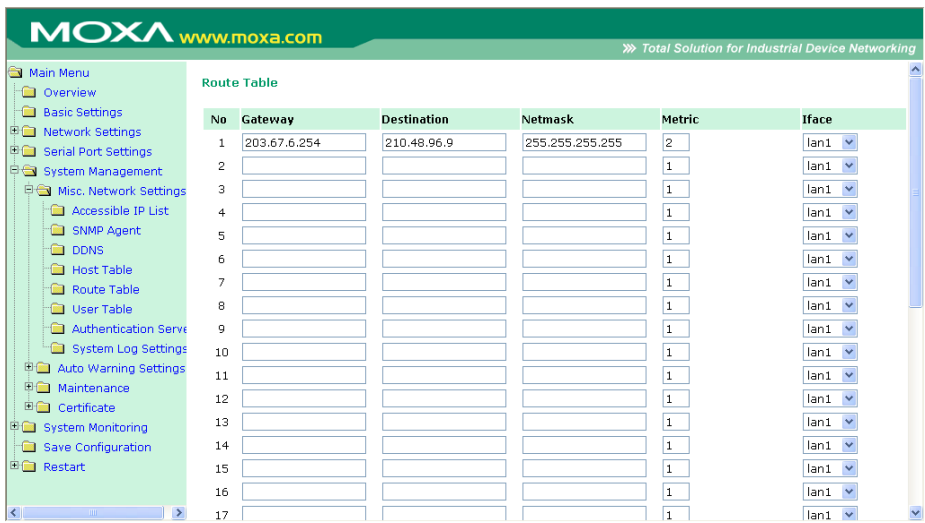 MOXA www.moxa.com
Total Solution for Industrial Device Networking
Main Menu
Overview
Basic Settings
Network Settings
Serial Port Settings
System Management
Misc. Network Settings
Accessible IP List
SNMP Agent
DDNS
Host Table
Route Table
User Table
Authentication Serve
System Log Settings
Auto Warning Settings
Maintenance
Certificate
System Monitoring
Save Configuration
Restart
Route Table
No Gateway Destination Netmask Metric Iface
1 203.67.6.254 210.48.96.9 255.255.255.255 2 lan1
2 1 lan1
3 1 lan1
4 1 lan1
5 1 lan1
6 1 lan1
7 1 lan1
8 1 lan1
9 1 lan1
10 1 lan1
11 1 lan1
12 1 lan1
13 1 lan1
14 1 lan1
15 1 lan1
16 1 lan1
17 1 lan1